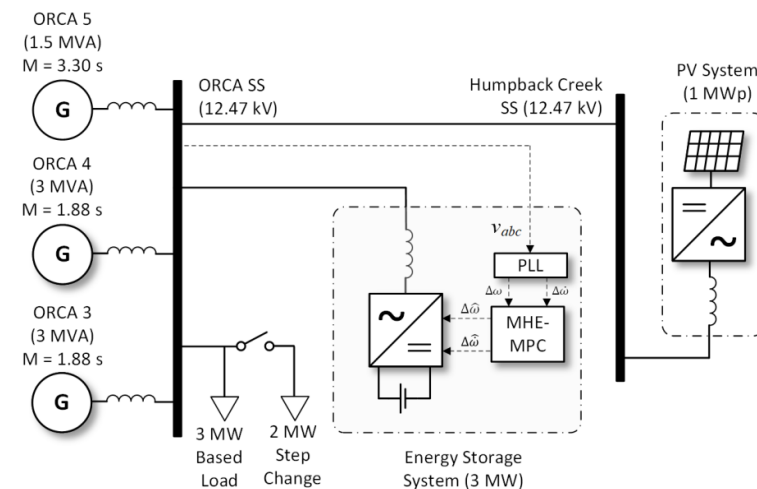 ORCA 5
(1.5 MVA)
M = 3.30 s
G
ORCA SS
(12.47 kV)
Humpback Creek
SS (12.47 kV)
PV System
(1 MWp)
ORCA 4
(3 MVA)
M = 1.88 s
G
ORCA 3
(3 MVA)
M = 1.88 s
G
vabc
PLL
Δω
Δω̇
MHE-
MPC
Δω̂
Δω̇̂
3 MW
Based
Load
2 MW
Step
Change
Energy Storage
System (3 MW)